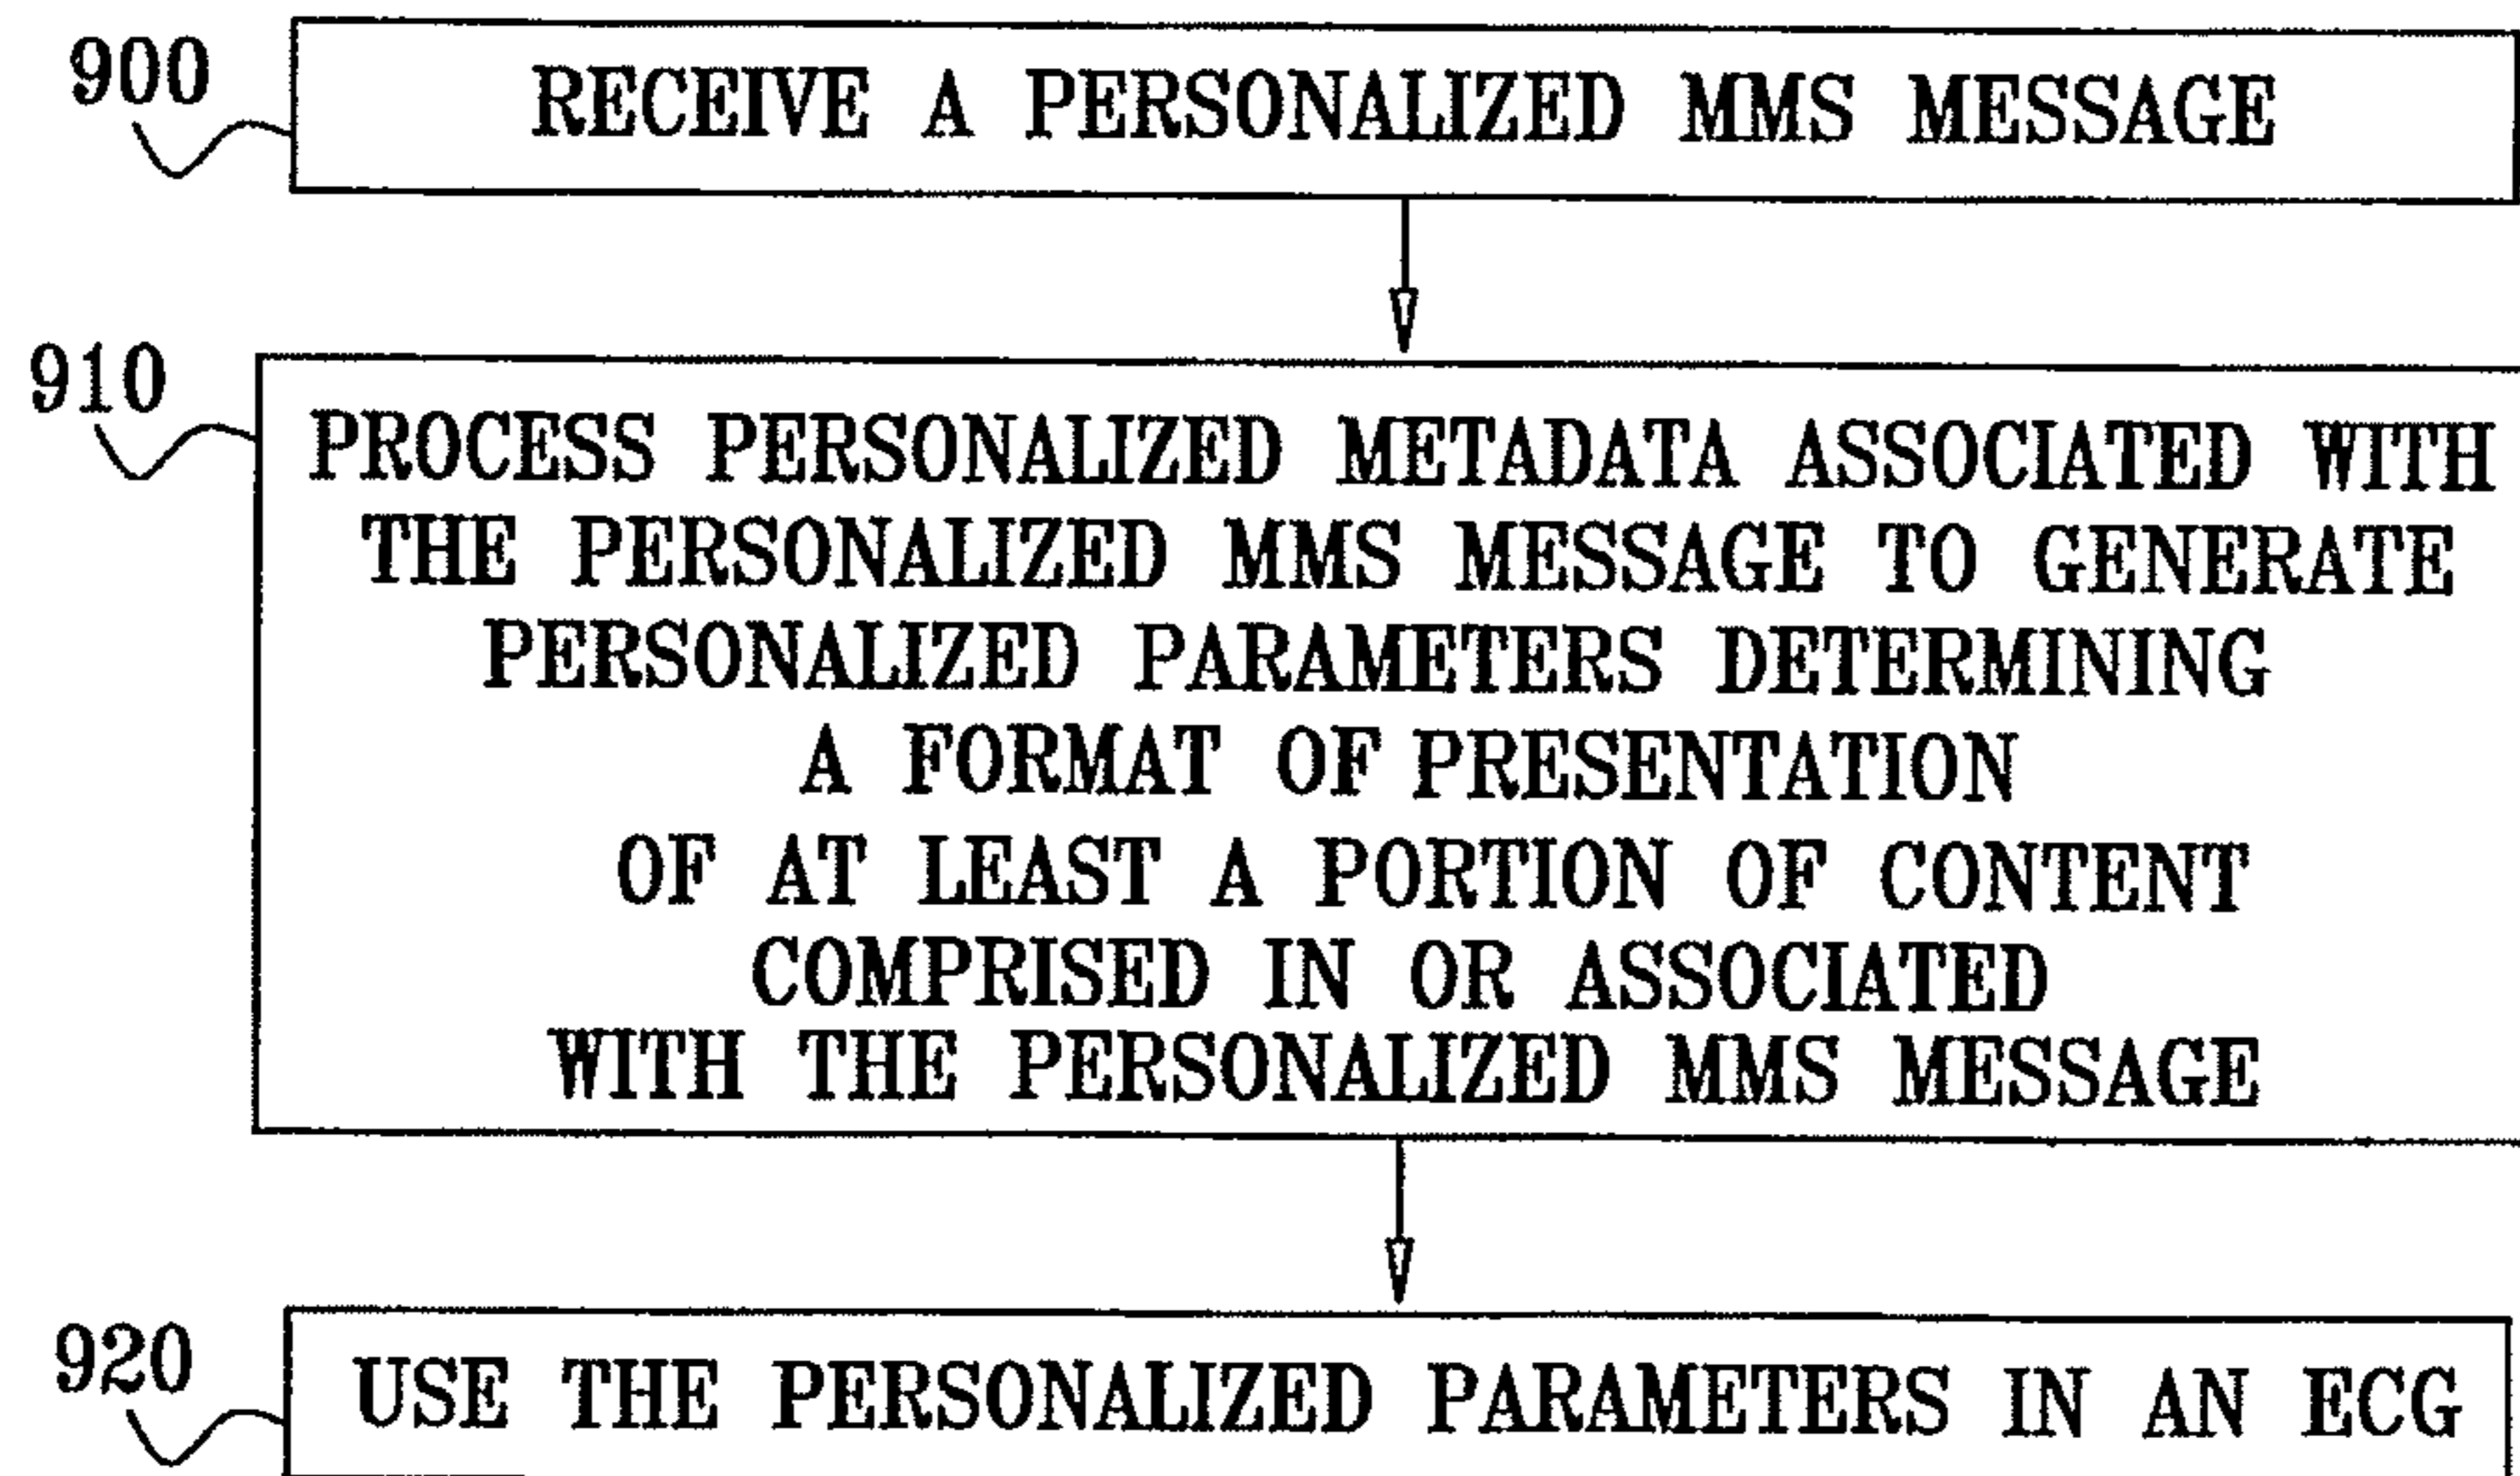 900
RECEIVE A PERSONALIZED MMS MESSAGE
910
PROCESS PERSONALIZED METADATA ASSOCIATED WITH
THE PERSONALIZED MMS MESSAGE TO GENERATE
PERSONALIZED PARAMETERS DETERMINING
A FORMAT OF PRESENTATION
OF AT LEAST A PORTION OF CONTENT
COMPRISED IN OR ASSOCIATED
WITH THE PERSONALIZED MMS MESSAGE
920
USE THE PERSONALIZED PARAMETERS IN AN ECG